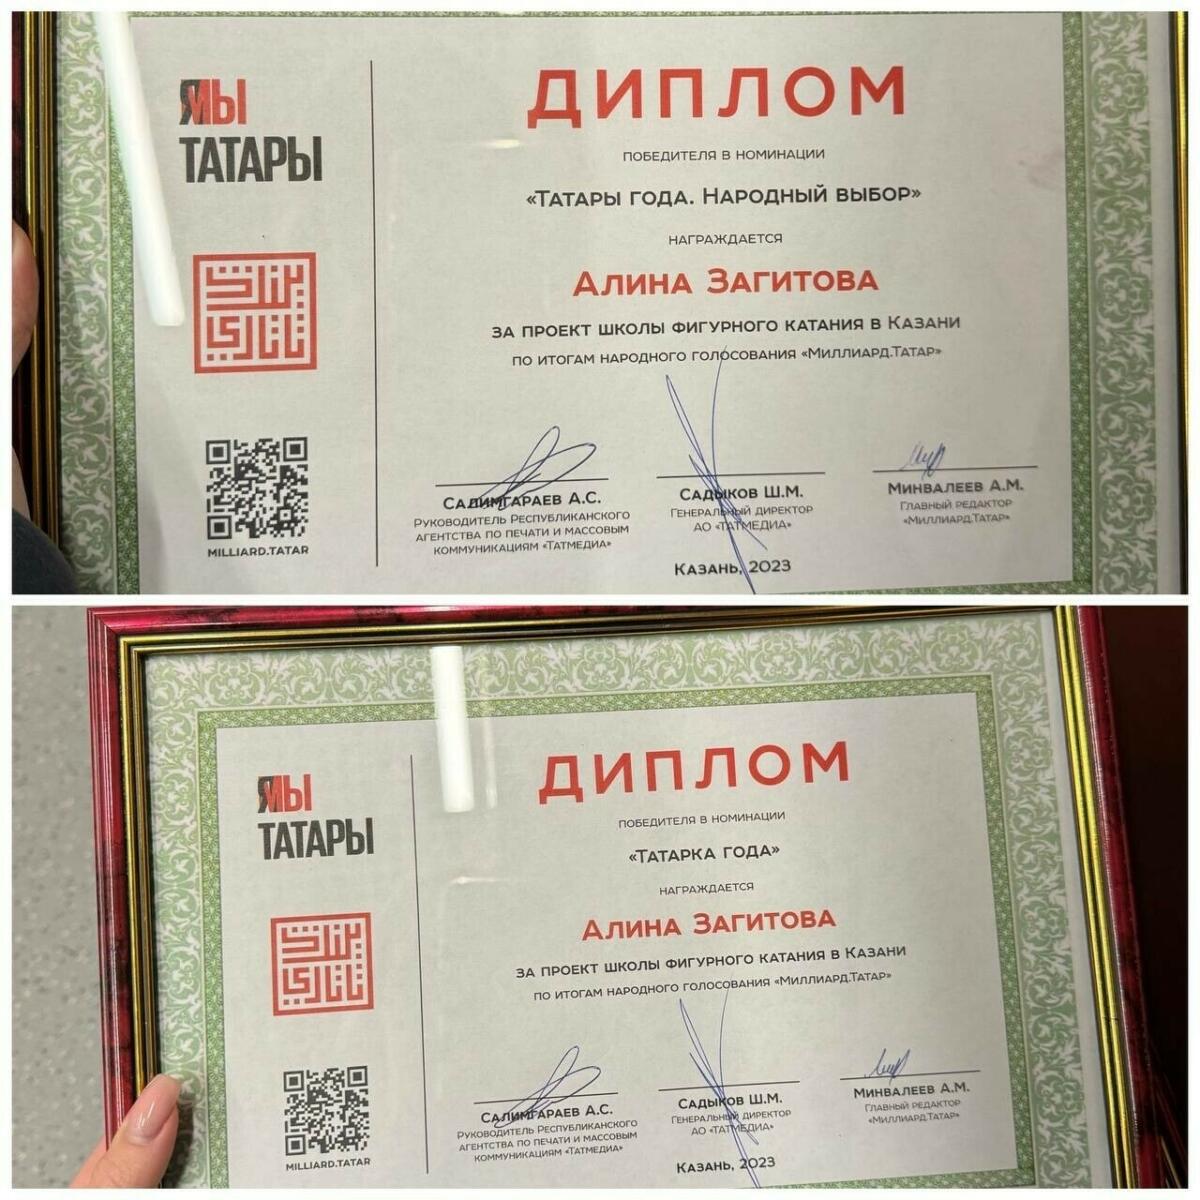 ЯМЫ
ТАТАРЫ
MILLIARD.TATAR
ДИПЛОМ
ПОБЕДИТЕЛЯ В НОМИНАЦИИ
«ТАТАРЫ ГОДА. НАРОДНЫЙ ВЫБОР»
НАГРАЖДАЕТСЯ
АЛИНА ЗАГИТОВА
ЗА ПРОЕКТ ШКОЛЫ ФИГУРНОГО КАТАНИЯ В КАЗАНИ
ПО ИТОГАМ НАРОДНОГО ГОЛОСОВАНИЯ «МИЛЛИАРД.ТАТАР»
САЛИМГАРАЕВ А.С.
РУКОВОДИТЕЛЬ РЕСПУБЛИКАНСКОГО
АГЕНТСТВА ПО ПЕЧАТИ И МАССОВЫМ
КОММУНИКАЦИЯМ «ТАТМЕДИА»
САДЫКОВ Ш.М.
ГЕНЕРАЛЬНЫЙ ДИРЕКТОР
АО «ТАТМЕДИА»
МИНВАЛЕЕВ А.М.
ГЛАВНЫЙ РЕДАКТОР
«МИЛЛИАРД.ТАТАР»
КАЗАНЬ, 2023
ЯМЫ
ТАТАРЫ
MILLIARD.TATAR
ДИПЛОМ
ПОБЕДИТЕЛЯ В НОМИНАЦИИ
«ТАТАРКА ГОДА»
НАГРАЖДАЕТСЯ
АЛИНА ЗАГИТОВА
ЗА ПРОЕКТ ШКОЛЫ ФИГУРНОГО КАТАНИЯ В КАЗАНИ
ПО ИТОГАМ НАРОДНОГО ГОЛОСОВАНИЯ «МИЛЛИАРД.ТАТАР»
САЛИМГАРАЕВ А.С.
РУКОВОДИТЕЛЬ РЕСПУБЛИКАНСКОГО
АГЕНТСТВА ПО ПЕЧАТИ И МАССОВЫМ
КОММУНИКАЦИЯМ «ТАТМЕДИА»
САДЫКОВ Ш.М.
ГЕНЕРАЛЬНЫЙ ДИРЕКТОР
АО «ТАТМЕДИА»
МИНВАЛЕЕВ А.М.
ГЛАВНЫЙ РЕДАКТОР
«МИЛЛИАРД.ТАТАР»
КАЗАНЬ, 2023